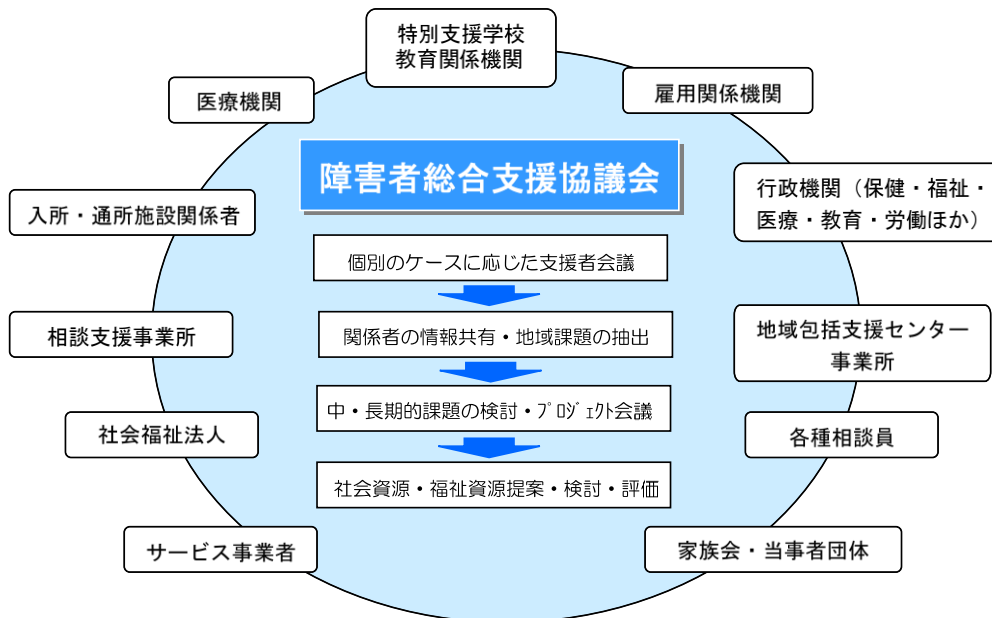 特別支援学校
教育関係機関
医療機関
雇用関係機関
障害者総合支援協議会
入所・通所施設関係者
行政機関（保健・福祉・
医療・教育・労働ほか）
個別のケースに応じた支援者会議
相談支援事業所
関係者の情報共有・地域課題の抽出
地域包括支援センター
事業所
中・長期的課題の検討・ﾌﾟﾛｼﾞｪｸﾄ会議
社会福祉法人
各種相談員
社会資源・福祉資源提案・検討・評価
サービス事業者
家族会・当事者団体